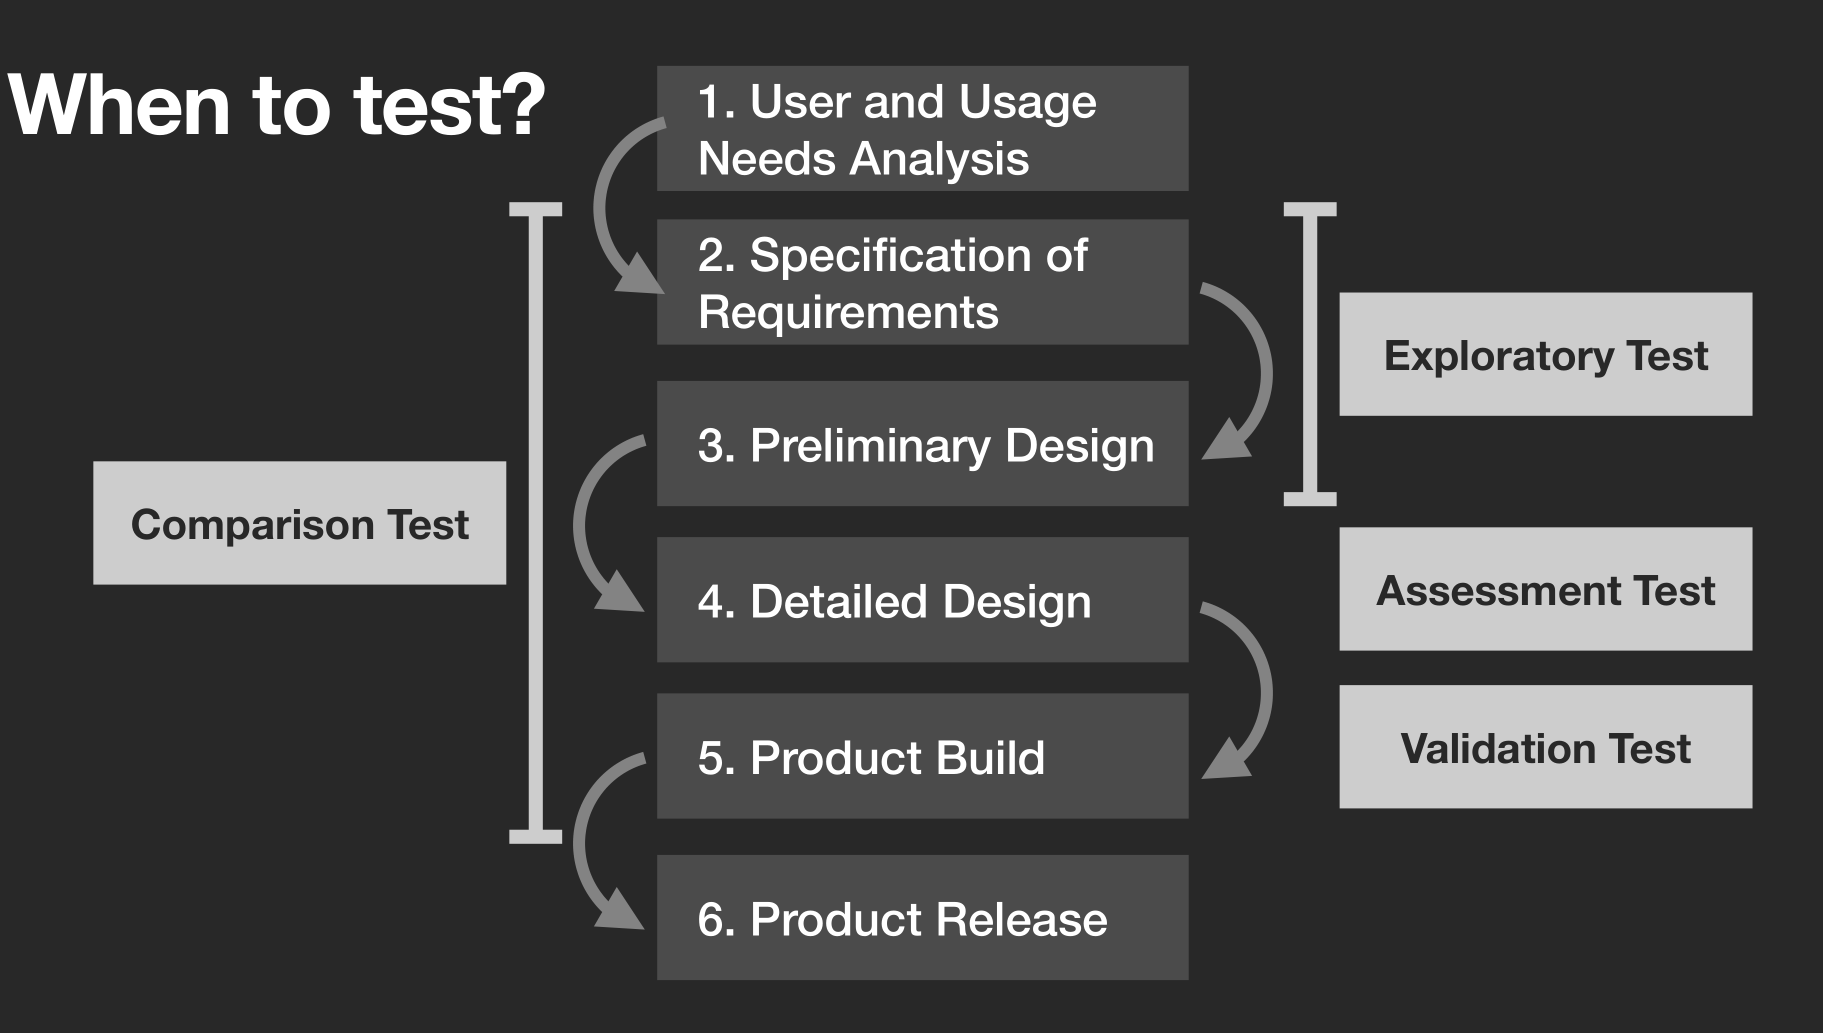 When to test?
1. User and Usage
Needs Analysis
2. Specification of
Requirements
Exploratory Test
3. Preliminary Design
Comparison Test
4. Detailed Design
Assessment Test
5. Product Build
Validation Test
6. Product Release